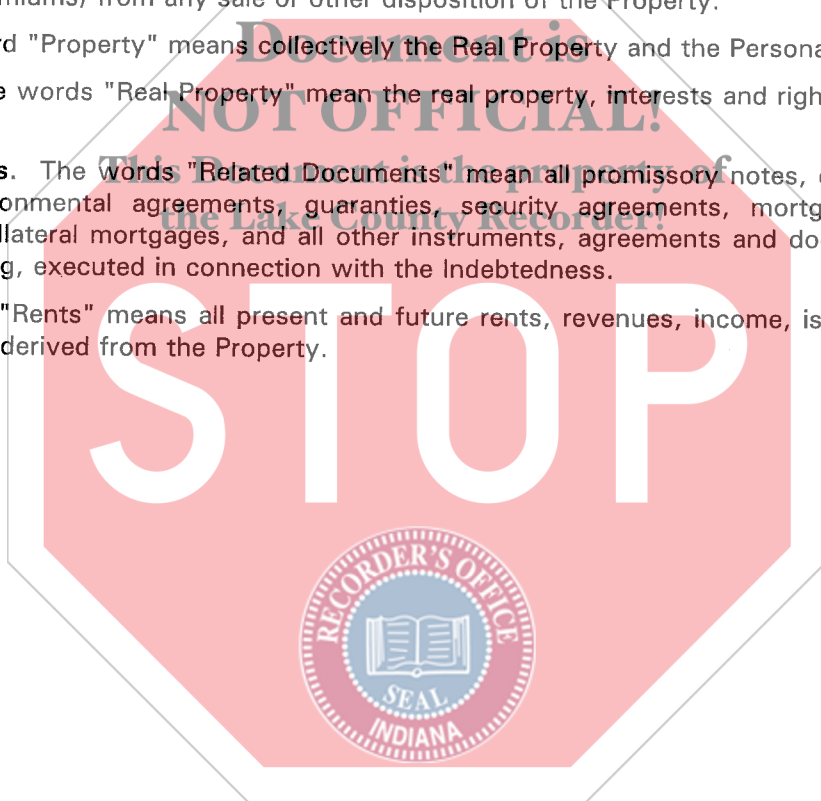 miums) from any sale or other disposition of the Property.
rd "Property" means collectively the Real Property and the Persona
e words "Real Property" mean the real property, interests and righ
s. The words "Related Documents" mean all promissory notes,
onmental agreements, guaranties, security agreements, mortg
llateral mortgages, and all other instruments, agreements and do
g, executed in connection with the Indebtedness.
"Rents" means all present and future rents, revenues, income, is
derived from the Property.
Document is
NOT OFFICIAL!
This Document is the property of
the Lake County Recorder!
STOP
RECORDER'S OFFICE
SEAL
INDIANA